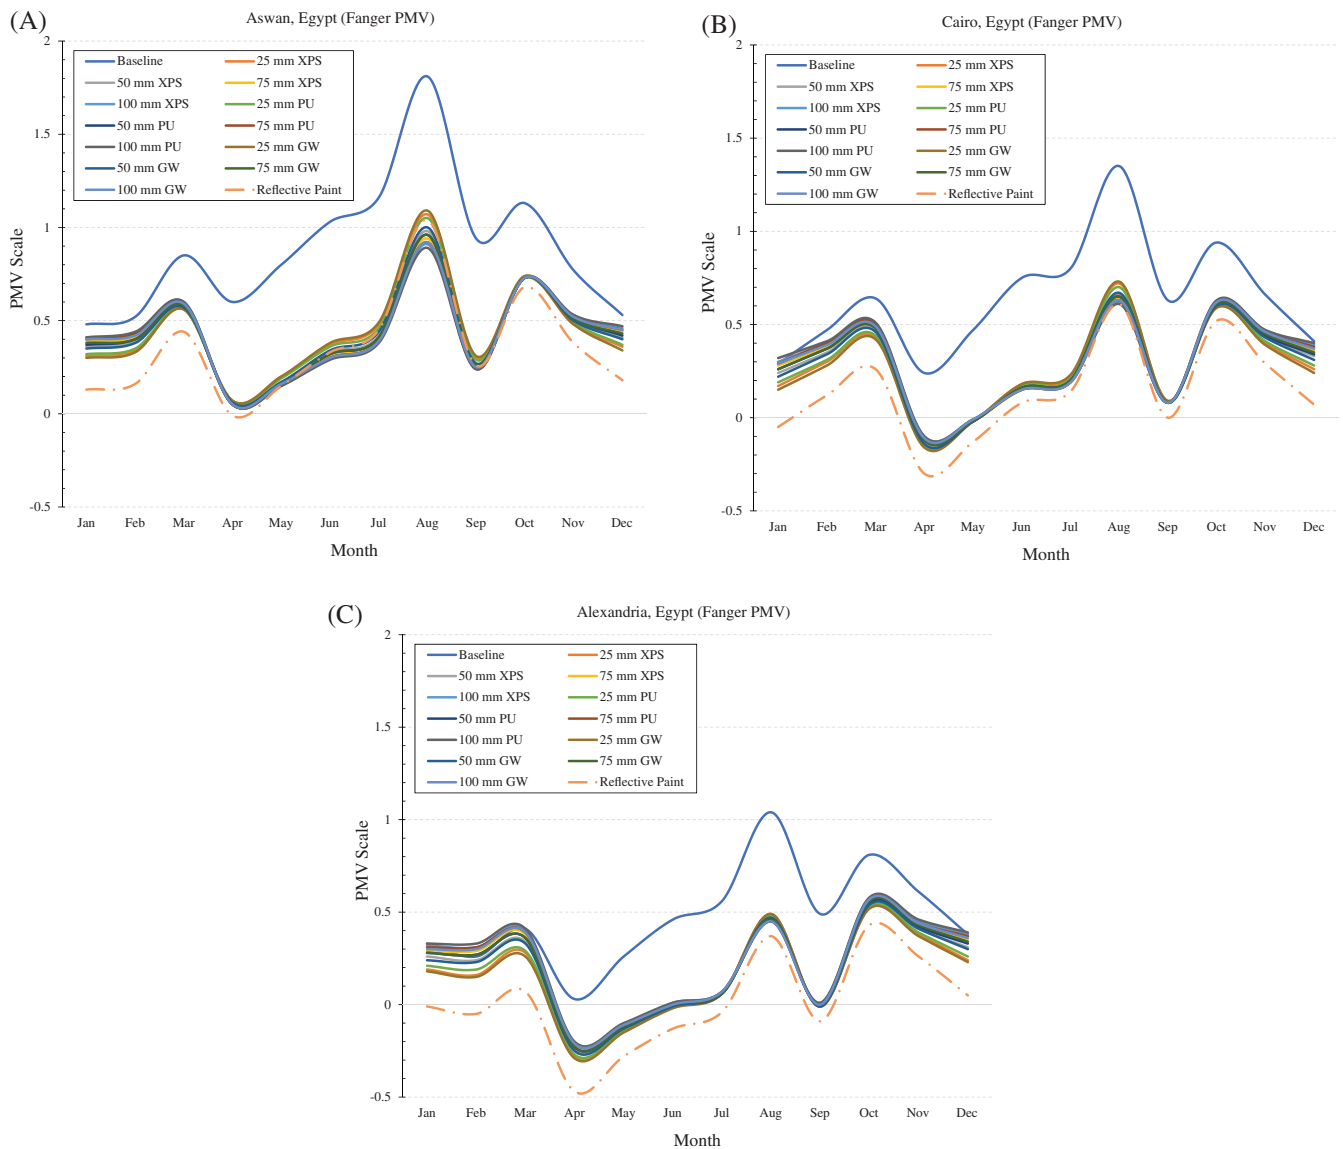 (A)
Aswan, Egypt (Fanger PMV)
2
1.5
1
0.5
0
-0.5
PMV Scale
Baseline 25 mm XPS
50 mm XPS 75 mm XPS
100 mm XPS 25 mm PU
50 mm PU 75 mm PU
100 mm PU 25 mm GW
50 mm GW 75 mm GW
100 mm GW Reflective Paint
Jan Feb Mar Apr May Jun Jul Aug Sep Oct Nov Dec
Month
(B)
Cairo, Egypt (Fanger PMV)
2
1.5
1
0.5
0
-0.5
PMV Scale
Baseline 25 mm XPS
50 mm XPS 75 mm XPS
100 mm XPS 25 mm PU
50 mm PU 75 mm PU
100 mm PU 25 mm GW
50 mm GW 75 mm GW
100 mm GW Reflective Paint
Jan Feb Mar Apr May Jun Jul Aug Sep Oct Nov Dec
Month
(C)
Alexandria, Egypt (Fanger PMV)
2
1.5
1
0.5
0
-0.5
PMV Scale
Baseline 25 mm XPS
50 mm XPS 75 mm XPS
100 mm XPS 25 mm PU
50 mm PU 75 mm PU
100 mm PU 25 mm GW
50 mm GW 75 mm GW
100 mm GW Reflective Paint
Jan Feb Mar Apr May Jun Jul Aug Sep Oct Nov Dec
Month